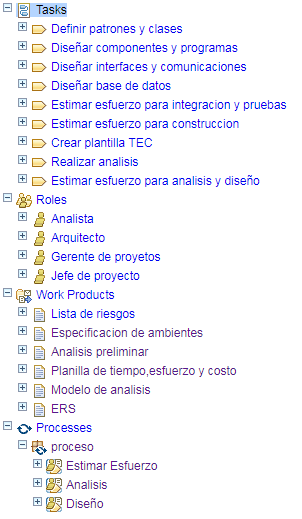 Tasks
Definir patrones y clases
Diseñar componentes y programas
Diseñar interfaces y comunicaciones
Diseñar base de datos
Estimar esfuerzo para integracion y pruebas
Estimar esfuerzo para construccion
Crear plantilla TEC
Realizar analisis
Estimar esfuerzo para analisis y diseño
Roles
Analista
Arquitecto
Gerente de proyetos
Jefe de proyecto
Work Products
Lista de riesgos
Especificacion de ambientes
Analisis preliminar
Planilla de tiempo,esfuerzo y costo
Modelo de analisis
ERS
Processes
proceso
Estimar Esfuerzo
Analisis
Diseño